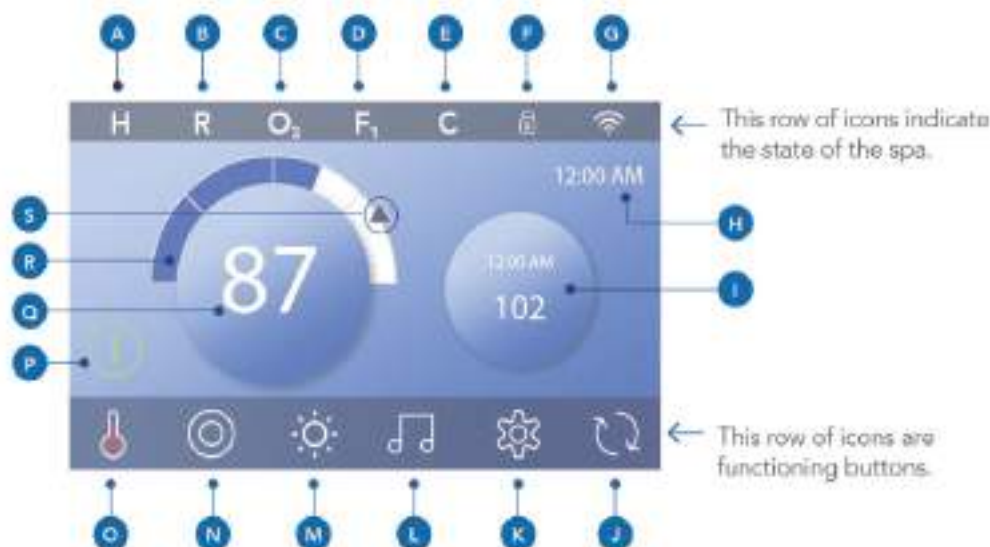 A B C D E F G
H R O₃ F₁ C
This row of icons indicate
the state of the spa.
12:00 AM
S
H
R
87
12:00 AM
I
Q
102
P
This row of icons are
functioning buttons.
O N M L K J